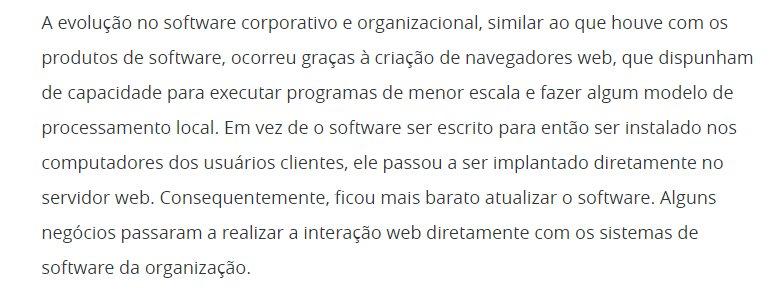 A evolução no software corporativo e organizacional, similar ao que houve com os
produtos de software, ocorreu graças à criação de navegadores web, que dispunham
de capacidade para executar programas de menor escala e fazer algum modelo de
processamento local. Em vez de o software ser escrito para então ser instalado nos
computadores dos usuários clientes, ele passou a ser implantado diretamente no
servidor web. Consequentemente, ficou mais barato atualizar o software. Alguns
negócios passaram a realizar a interação web diretamente com os sistemas de
software da organização.